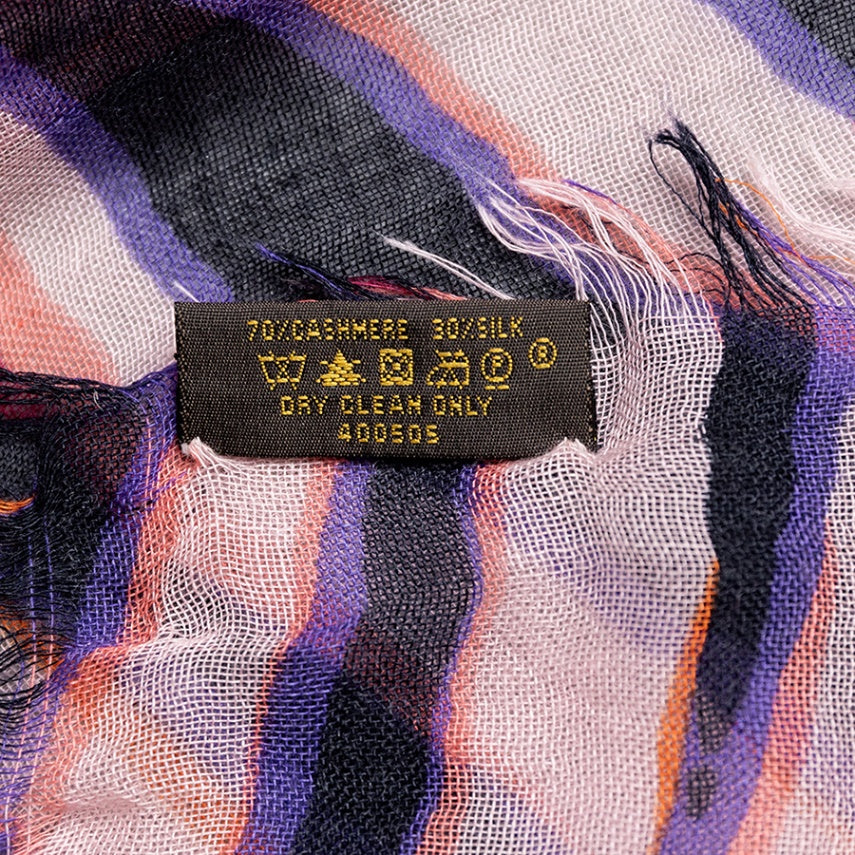 70%CASHMERE 30%SILK
P ®
DRY CLEAN ONLY
400505